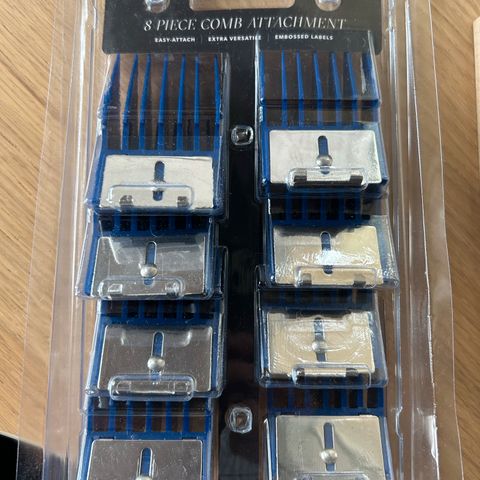 8 PIECE COMB ATTACHMENT
EASY-ATTACH EXTRA VERSATILE EMBOSSED LABELS